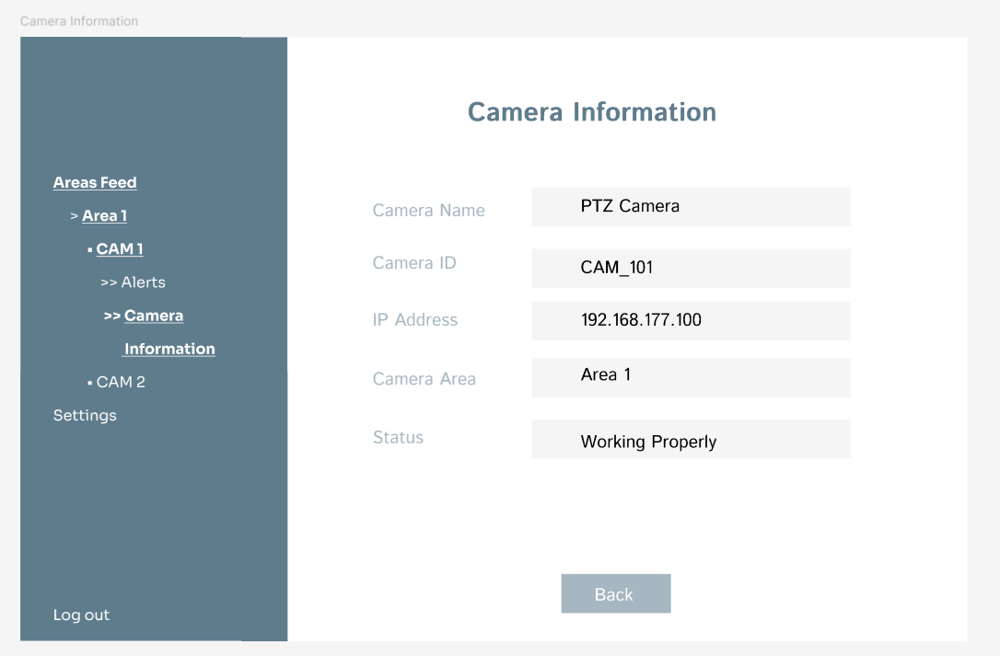 Camera Information
Camera Information
Areas Feed
> Area 1
▪ CAM 1
>> Alerts
>> Camera
Information
▪ CAM 2
Settings
Log out
Camera Name
PTZ Camera
Camera ID
CAM_101
IP Address
192.168.177.100
Camera Area
Area 1
Status
Working Properly
Back